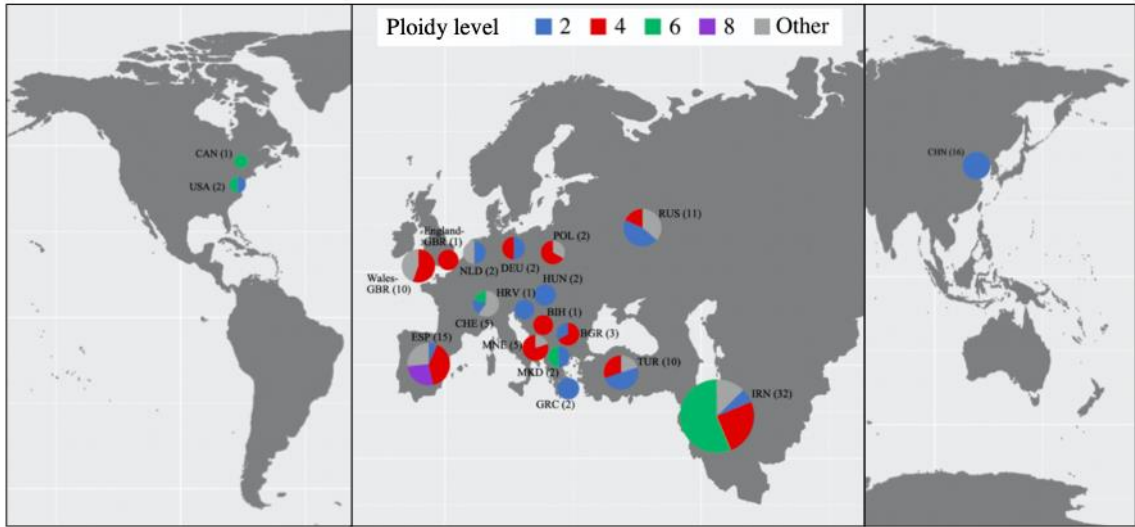 Ploidy level 2 4 6 8 Other
CAN (1)
USA (2)
CHN (16)
RUS (11)
England-
GBR (1)
POL (2)
NLD (2)
DEU (2)
Wales-
GBR (10)
HUN (2)
HRV (1)
BIH (1)
CHE (5)
BGR (3)
ESP (15)
MNE (5)
TUR (10)
MKD (2)
IRN (32)
GRC (2)